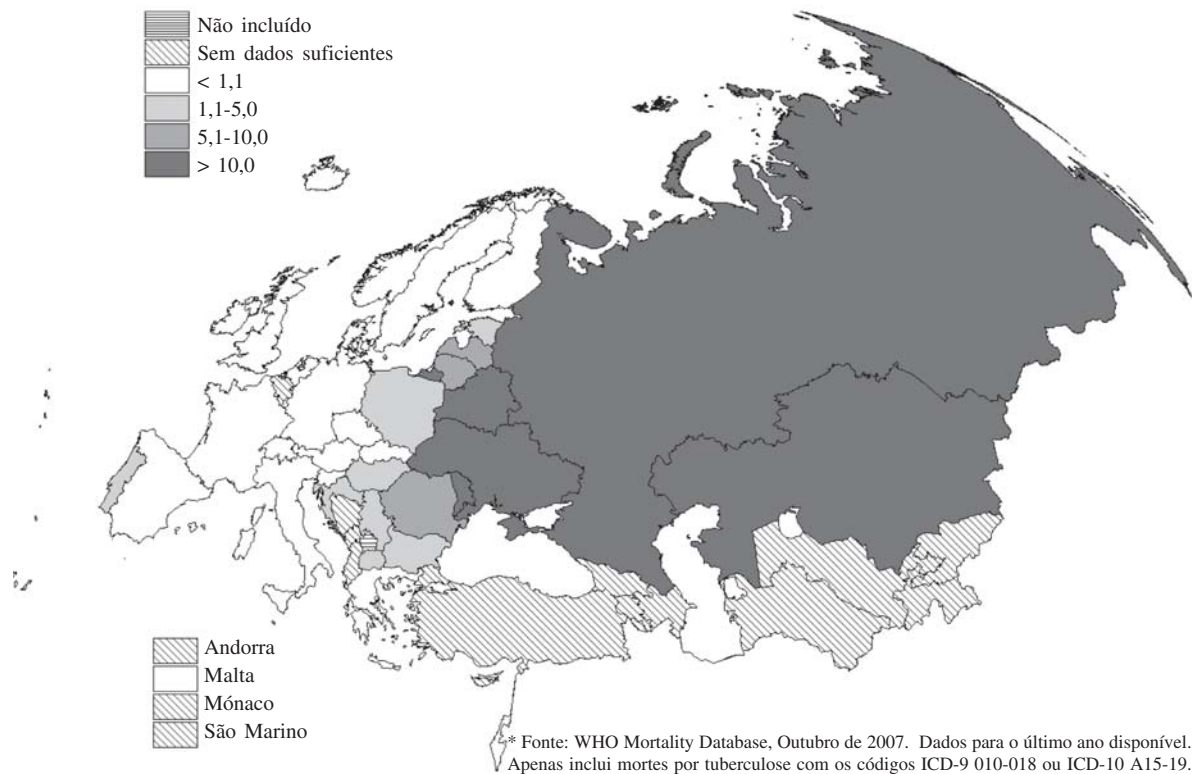 Não incluído
Sem dados suficientes
< 1,1
1,1-5,0
5,1-10,0
> 10,0
Andorra
Malta
Mónaco
São Marino
* Fonte: WHO Mortality Database, Outubro de 2007. Dados para o último ano disponível.
Apenas inclui mortes por tuberculose com os códigos ICD-9 010-018 ou ICD-10 A15-19.